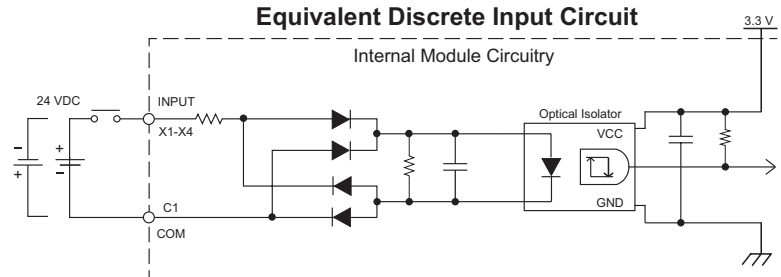 Equivalent Discrete Input Circuit
3.3 V
Internal Module Circuitry
24 VDC
INPUT
X1-X4
Optical Isolator
VCC
GND
C1
COM
+
−
−
+